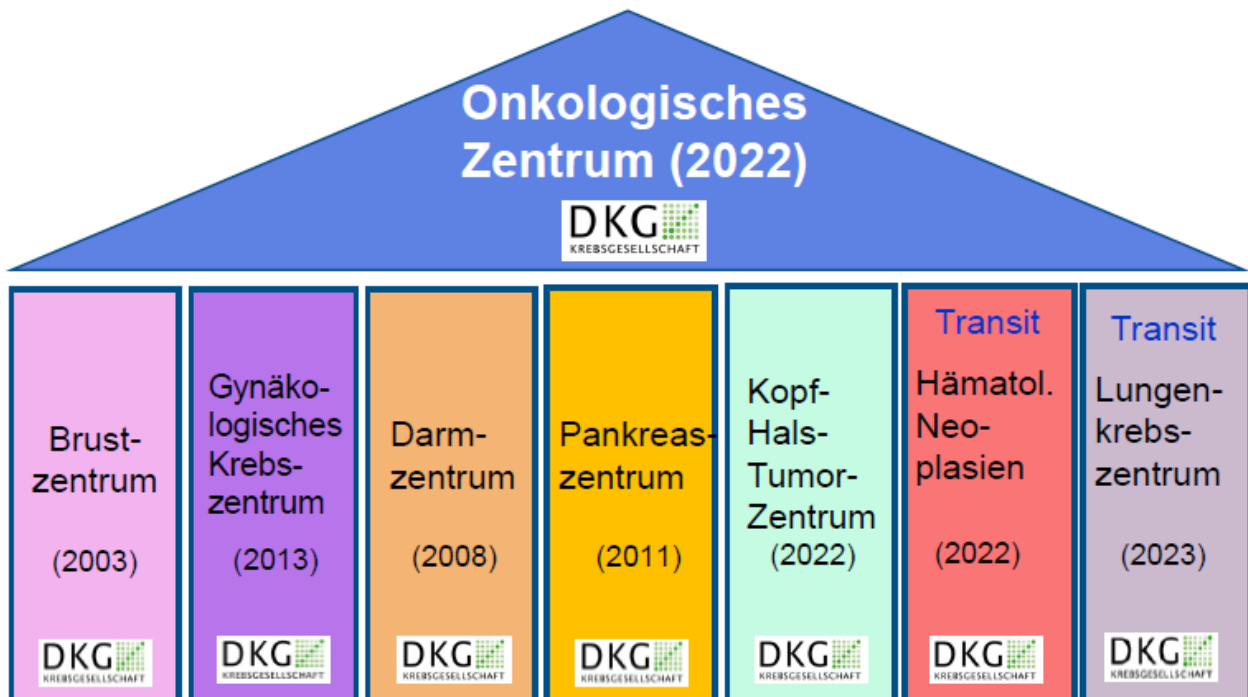 Onkologisches
Zentrum (2022)
DKG
KREBSGESELLSCHAFT
Brust-
zentrum
(2003)
DKG
KREBSGESELLSCHAFT
Gynäko-
logisches
Krebs-
zentrum
(2013)
DKG
KREBSGESELLSCHAFT
Darm-
zentrum
(2008)
DKG
KREBSGESELLSCHAFT
Pankreas-
zentrum
(2011)
DKG
KREBSGESELLSCHAFT
Kopf-
Hals-
Tumor-
Zentrum
(2022)
DKG
KREBSGESELLSCHAFT
Transit
Hämatol.
Neo-
plasien
(2022)
DKG
KREBSGESELLSCHAFT
Transit
Lungen-
krebs-
zentrum
(2023)
DKG
KREBSGESELLSCHAFT